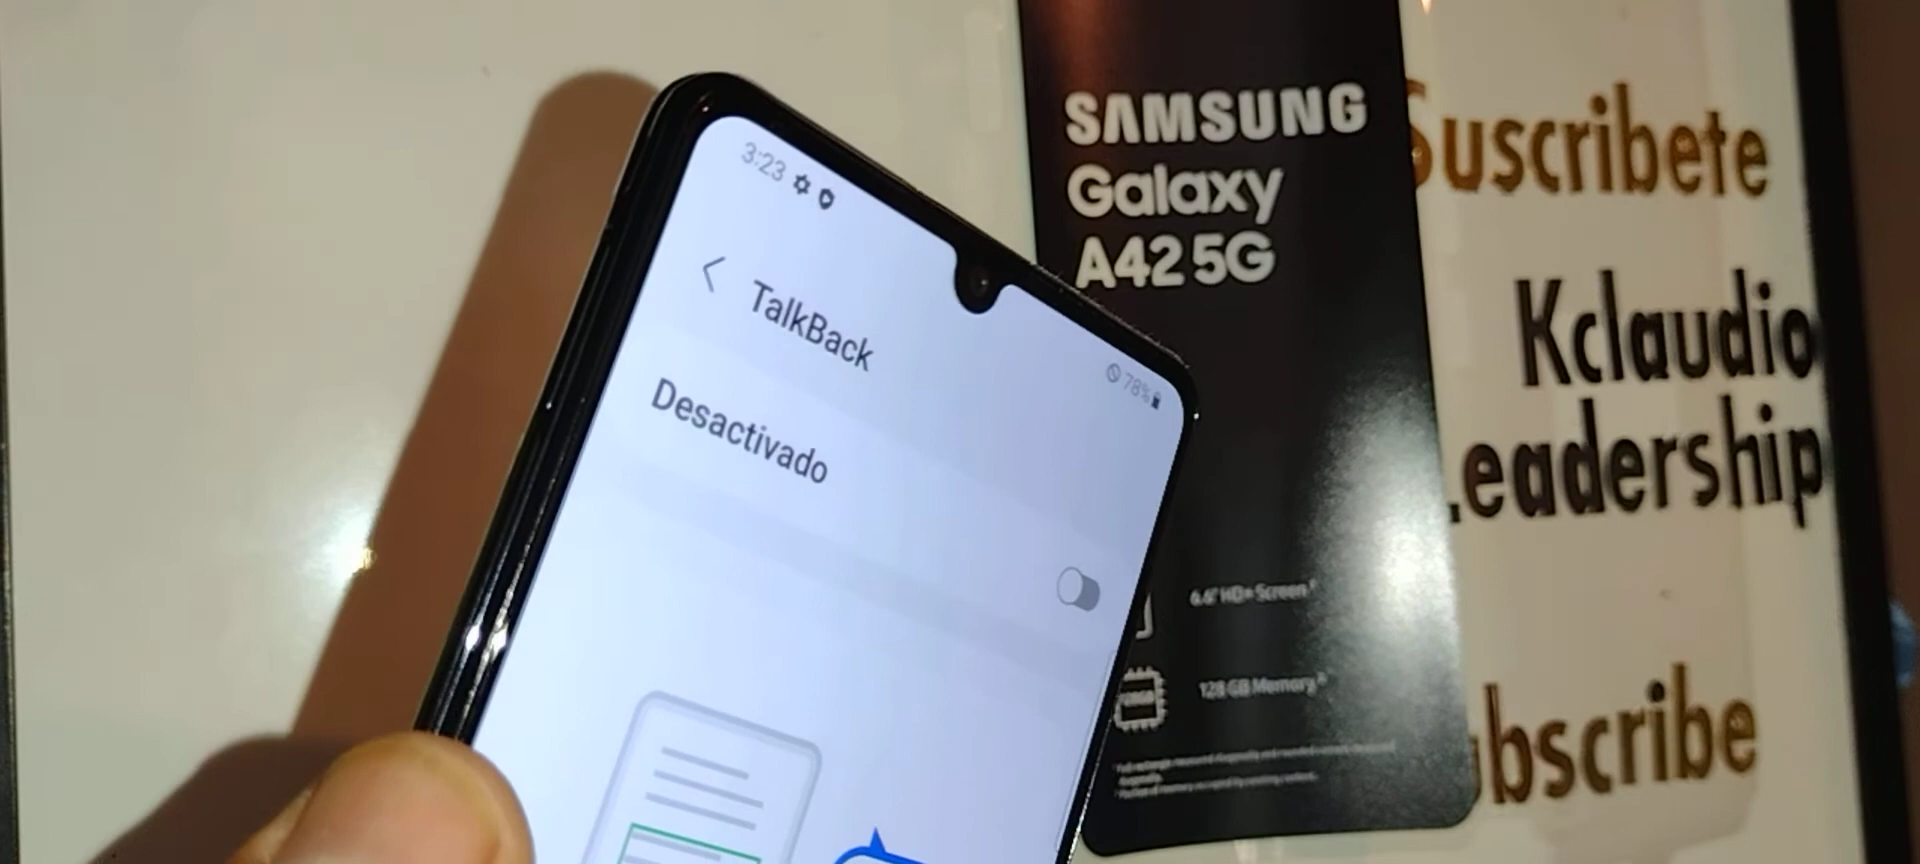 3:23
78%
TalkBack
Desactivado
SAMSUNG
Galaxy
A42 5G
6.6" HD+ Screen
128 GB Memory
Suscribete
Kclaudio
Leadership
ubscribe